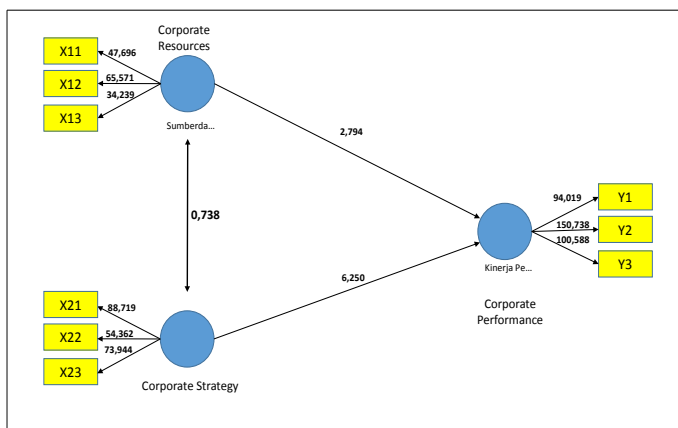 Corporate
Resources
X11
47,696
X12
65,571
34,239
X13
Sumberda...
2,794
0,738
94,019
Y1
150,738
Y2
100,588
Kinerja Pe...
Y3
6,250
X21
88,719
X22
54,362
73,944
X23
Corporate
Performance
Corporate Strategy